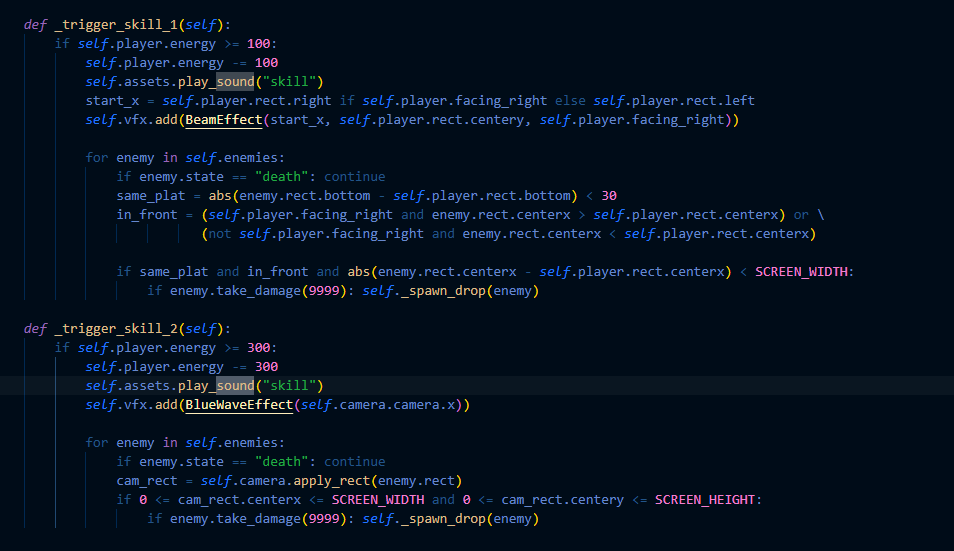 def _trigger_skill_1(self):
    if self.player.energy >= 100:
        self.player.energy -= 100
        self.assets.play_sound("skill")
        start_x = self.player.rect.right if self.player.facing_right else self.player.rect.left
        self.vfx.add(BeamEffect(start_x, self.player.rect.centery, self.player.facing_right))

        for enemy in self.enemies:
            if enemy.state == "death": continue
            same_plat = abs(enemy.rect.bottom - self.player.rect.bottom) < 30
            in_front = (self.player.facing_right and enemy.rect.centerx > self.player.rect.centerx) or \
                       (not self.player.facing_right and enemy.rect.centerx < self.player.rect.centerx)

            if same_plat and in_front and abs(enemy.rect.centerx - self.player.rect.centerx) < SCREEN_WIDTH:
                if enemy.take_damage(9999): self._spawn_drop(enemy)

def _trigger_skill_2(self):
    if self.player.energy >= 300:
        self.player.energy -= 300
        self.assets.play_sound("skill")
        self.vfx.add(BlueWaveEffect(self.camera.camera.x))

        for enemy in self.enemies:
            if enemy.state == "death": continue
            cam_rect = self.camera.apply_rect(enemy.rect)
            if 0 <= cam_rect.centerx <= SCREEN_WIDTH and 0 <= cam_rect.centery <= SCREEN_HEIGHT:
                if enemy.take_damage(9999): self._spawn_drop(enemy)